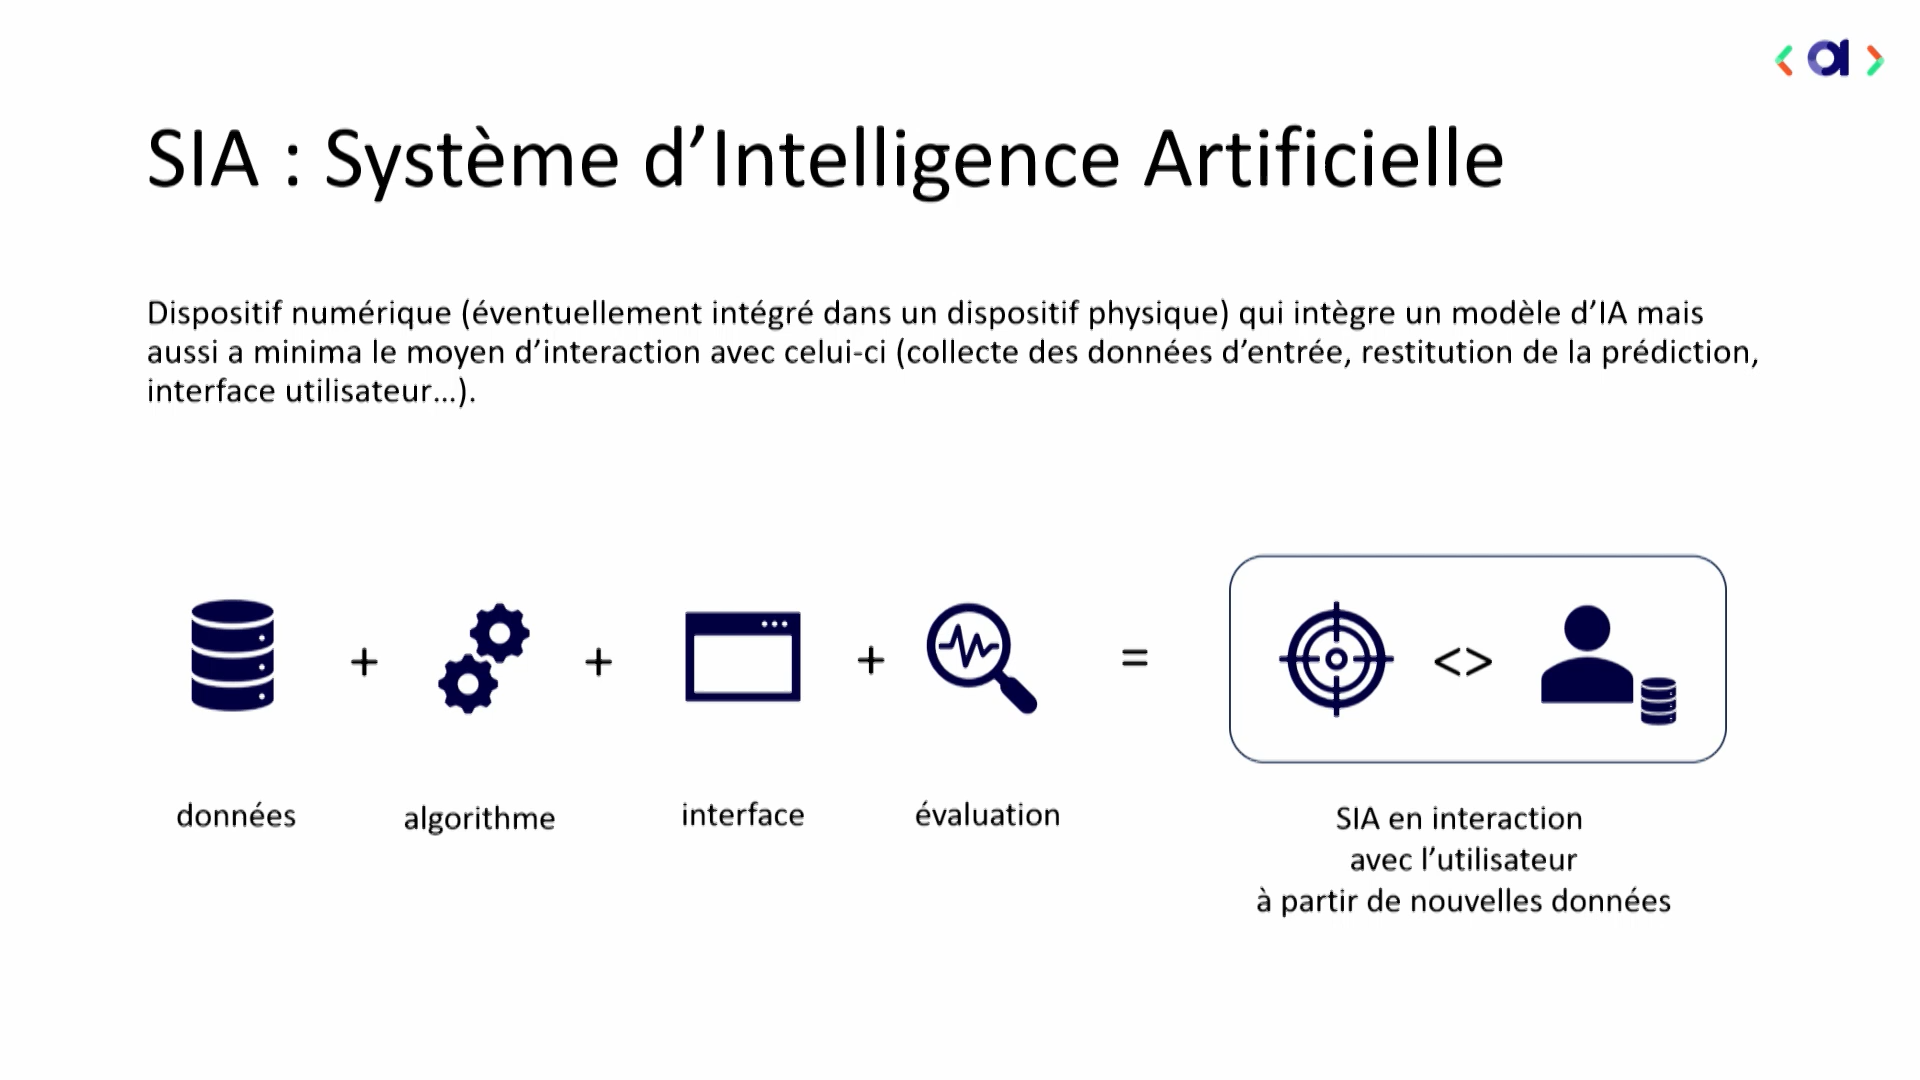 < a >
SIA : Système d’Intelligence Artificielle
Dispositif numérique (éventuellement intégré dans un dispositif physique) qui intègre un modèle d’IA mais
aussi a minima le moyen d’interaction avec celui-ci (collecte des données d’entrée, restitution de la prédiction,
interface utilisateur…).
+ + + = <>
données algorithme interface évaluation
SIA en interaction
avec l’utilisateur
à partir de nouvelles données